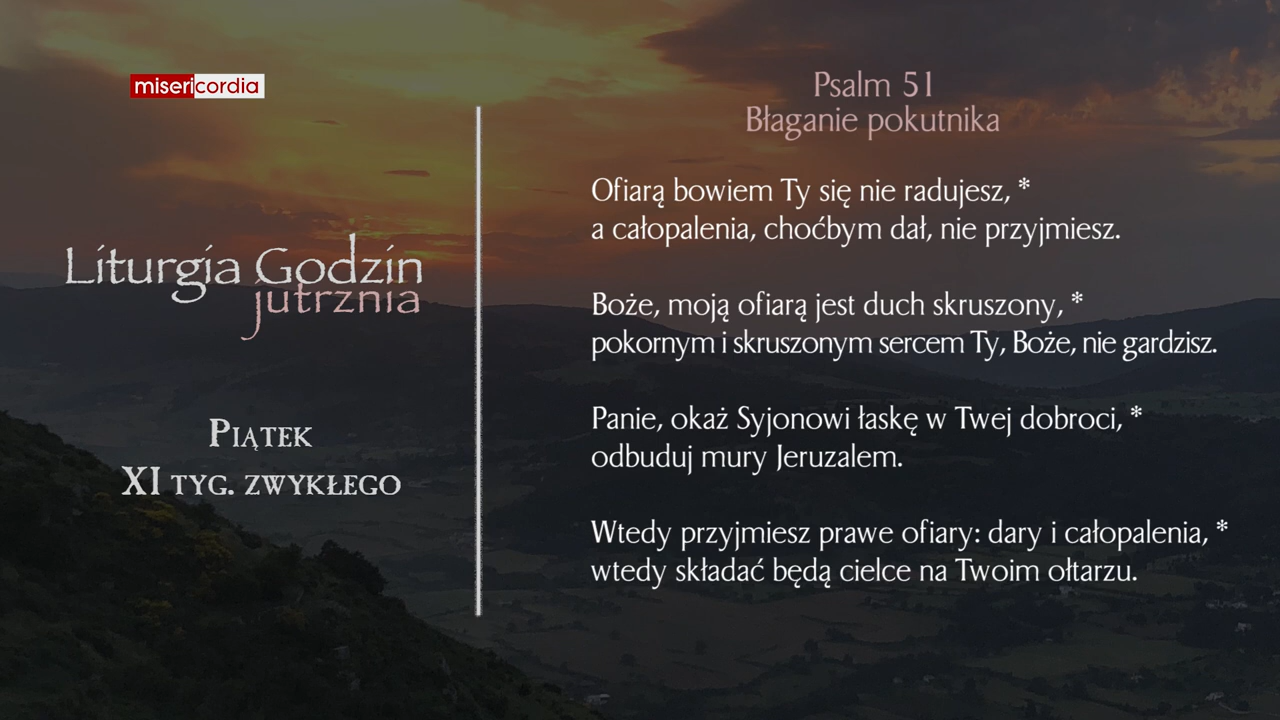 misericordia
Liturgia Godzin
jutrznia
Piątek
XI tyg. zwykłego
Psalm 51
Błaganie pokutnika
Ofiarą bowiem Ty się nie radujesz, *
a całopalenia, choćbym dał, nie przyjmiesz.
Boże, moją ofiarą jest duch skruszony, *
pokornym i skruszonym sercem Ty, Boże, nie gardzisz.
Panie, okaż Syjonowi łaskę w Twej dobroci, *
odbuduj mury Jeruzalem.
Wtedy przyjmiesz prawe ofiary: dary i całopalenia, *
wtedy składać będą cielce na Twoim ołtarzu.